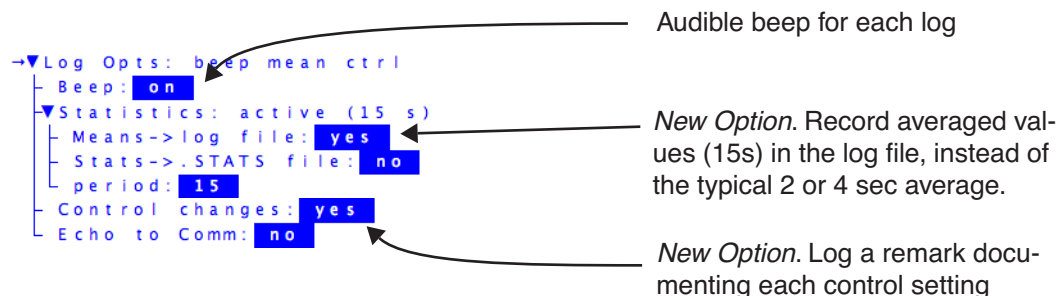 Audible beep for each log
→▼Log Opts: beep mean ctrl
Beep: on
▼Statistics: active (15 s)
Means->log file: yes
Stats->.STATS file: no
period: 15
Control changes: yes
Echo to Comm: no
New Option. Record averaged val-
ues (15s) in the log file, instead of
the typical 2 or 4 sec average.
New Option. Log a remark docu-
menting each control setting